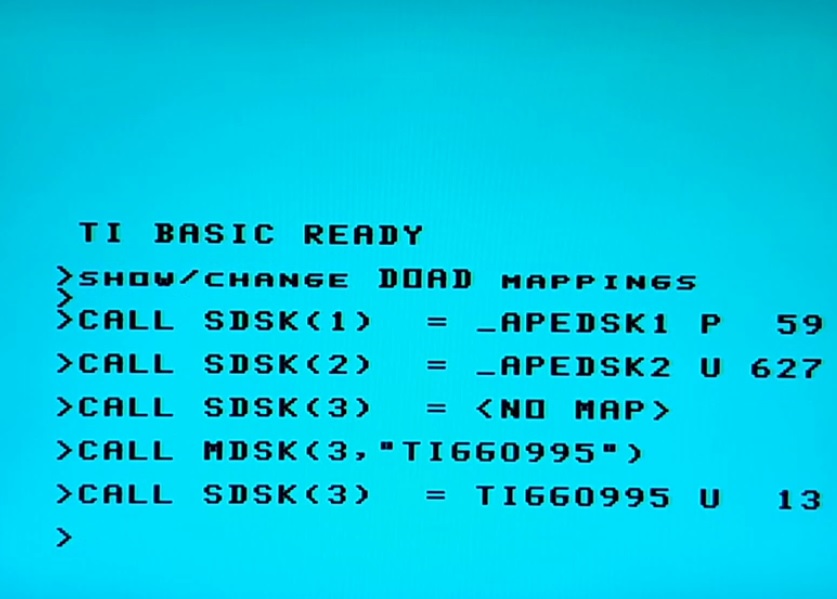 TI BASIC READY
>SHOW/CHANGE DOAD MAPPINGS
>
>CALL SDSK(1) = _APEDSK1 P 59
>CALL SDSK(2) = _APEDSK2 U 627
>CALL SDSK(3) = <NO MAP>
>CALL MDSK(3,"TI660995")
>CALL SDSK(3) = TI660995 U 13
>